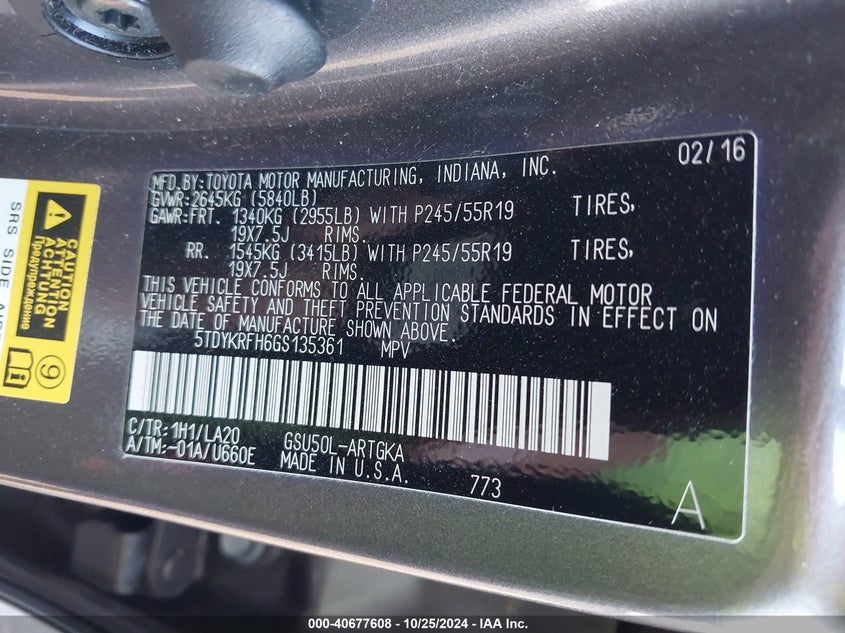 02/16
MFD.BY:TOYOTA MOTOR MANUFACTURING, INDIANA, INC.
GVWR:2645KG (5840LB)
GAWR:FRT. 1340KG (2955LB) WITH P245/55R19 TIRES,
19X7.5J RIMS.
RR. 1545KG (3415LB) WITH P245/55R19 TIRES,
19X7.5J RIMS.
THIS VEHICLE CONFORMS TO ALL APPLICABLE FEDERAL MOTOR
VEHICLE SAFETY AND THEFT PREVENTION STANDARDS IN EFFECT ON
THE DATE OF MANUFACTURE SHOWN ABOVE.
5TDYKRFH6GS135361 MPV
C/TR:1H1/LA20 GSU50L-ARTGKA
A/TM:-01A/U660E MADE IN U.S.A.
773
A
CAUTION
ATTENTION
ACHTUNG
Предупреждение
9
SRS SIDE
000-40677608 - 10/25/2024 - IAA Inc.